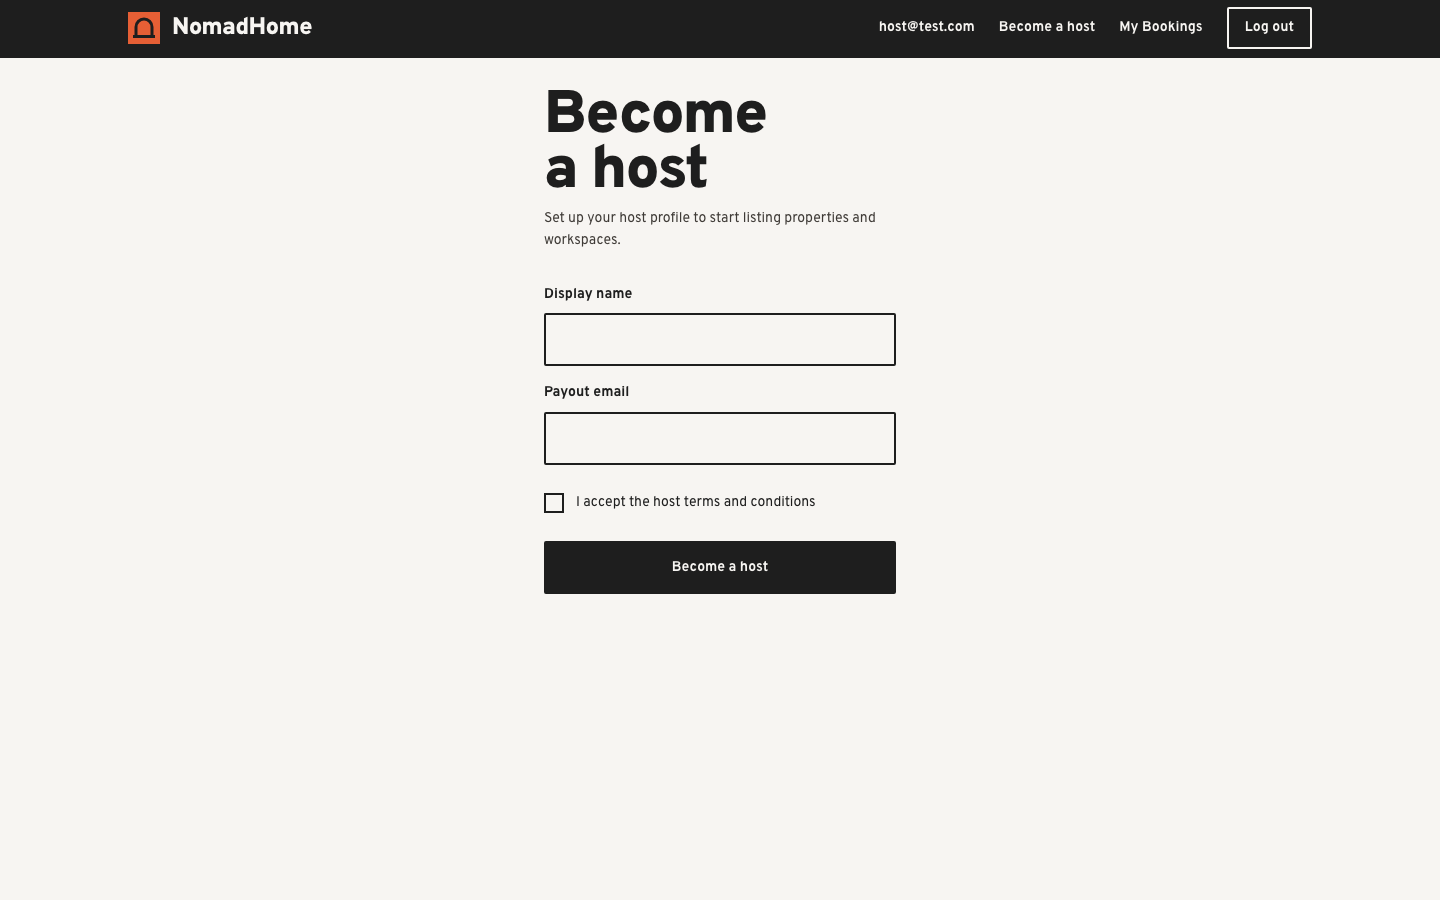 NomadHome
host@test.com
Become a host
My Bookings
Log out
Become
a host
Set up your host profile to start listing properties and
workspaces.
Display name
Payout email
I accept the host terms and conditions
Become a host